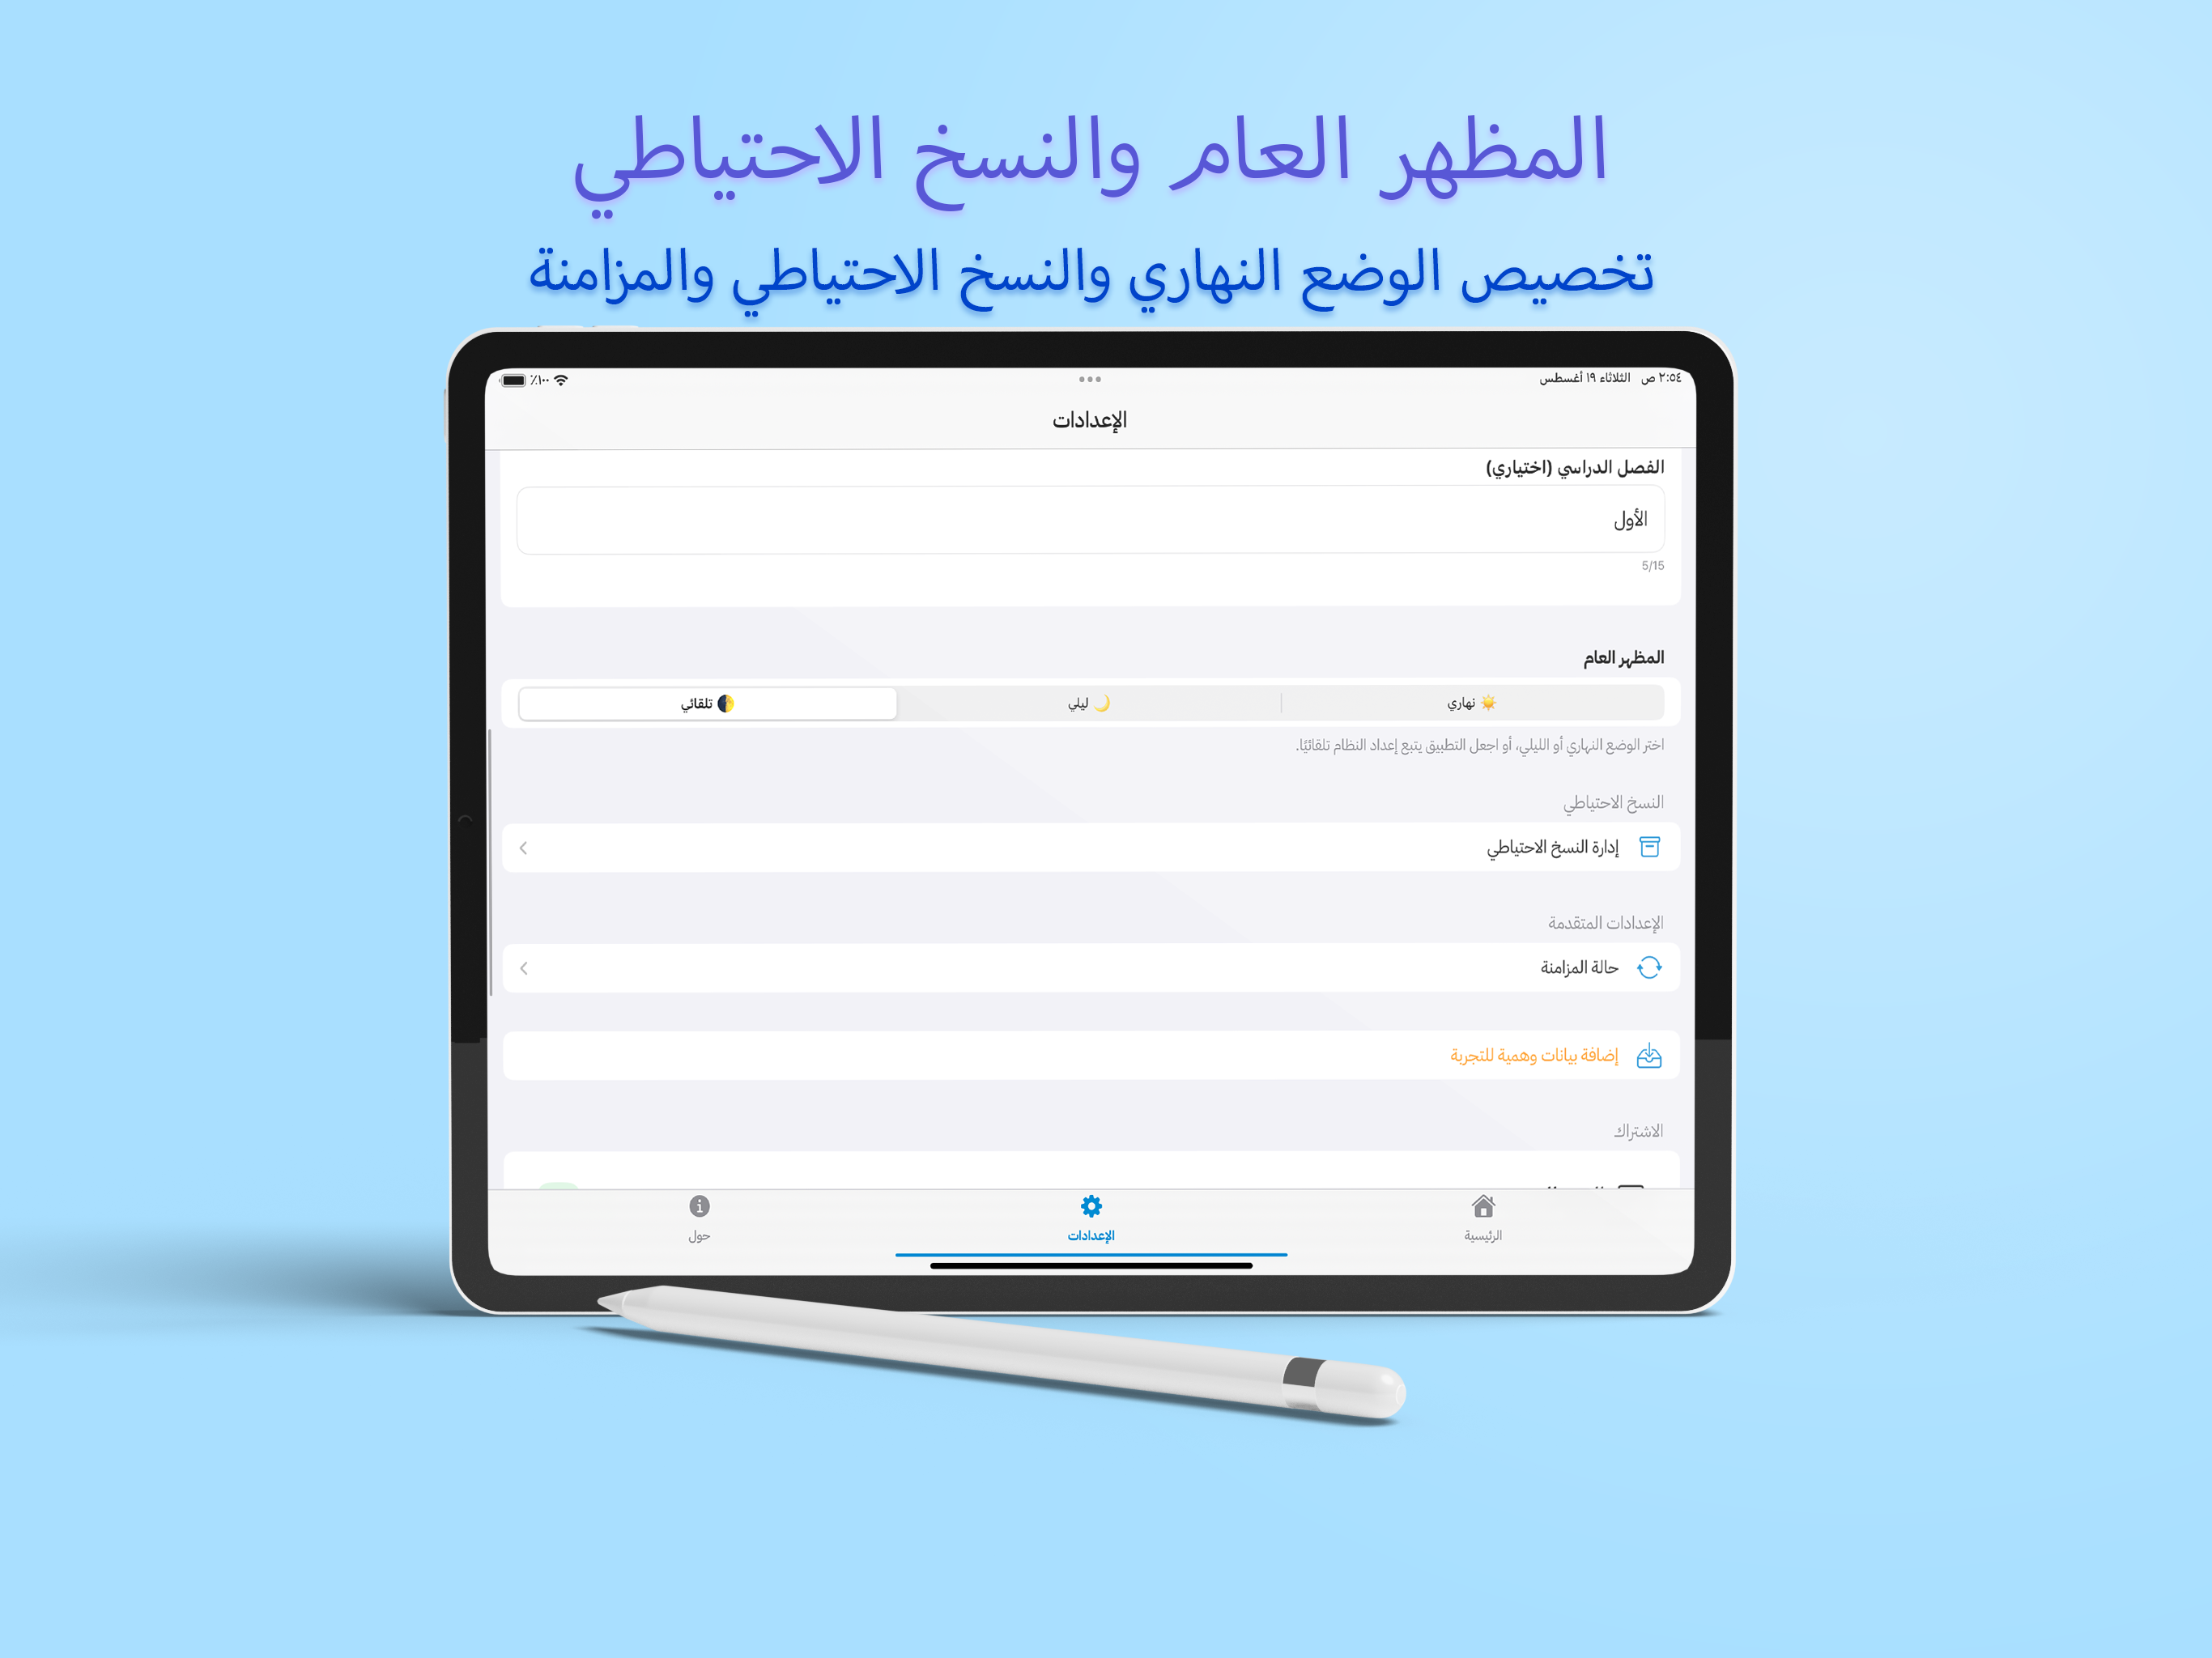 المظهر العام والنسخ الاحتياطي
تخصيص الوضع النهاري والنسخ الاحتياطي والمزامنة
٢:٥٤ ص الثلاثاء ١٩ أغسطس
٪١٠٠
الإعدادات
الفصل الدراسي (اختياري)
الأول
5/15
المظهر العام
☀️ نهاري
🌙 ليلي
🌗 تلقائي
اختر الوضع النهاري أو الليلي، أو اجعل التطبيق يتبع إعداد النظام تلقائيًا.
النسخ الاحتياطي
إدارة النسخ الاحتياطي
الإعدادات المتقدمة
حالة المزامنة
إضافة بيانات وهمية للتجربة
الاشتراك
الرئيسية
الإعدادات
حول